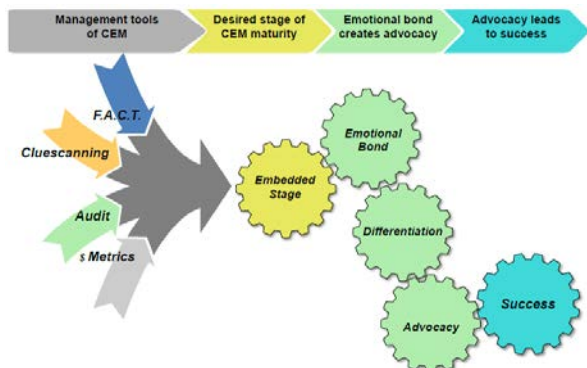 Management tools
of CEM
Desired stage of
CEM maturity
Emotional bond
creates advocacy
Advocacy leads
to success
F.A.C.T.
Cluescanning
Audit
$ Metrics
Embedded
Stage
Emotional
Bond
Differentiation
Advocacy
Success